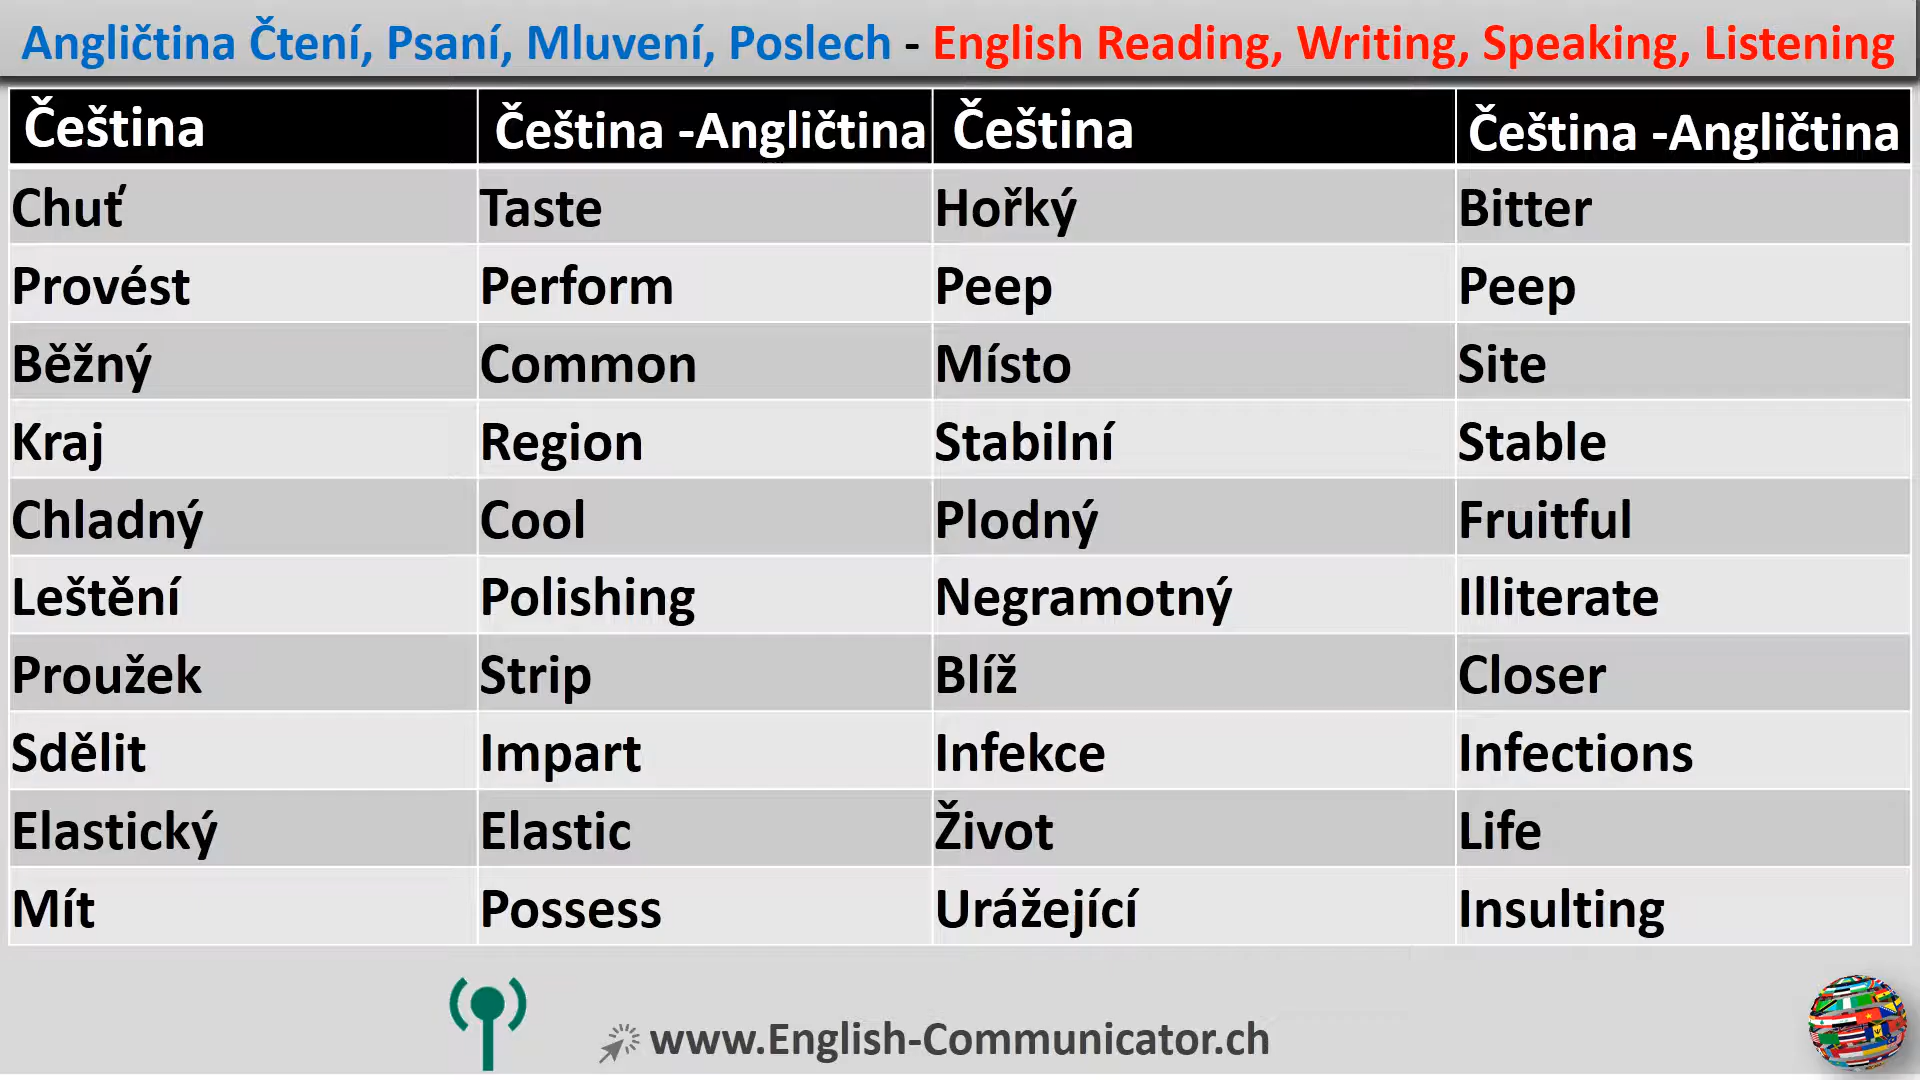 Angličtina Čtení, Psaní, Mluvení, Poslech - English Reading, Writing, Speaking, Listening
Čeština Čeština -Angličtina Čeština Čeština -Angličtina
Chuť Taste Hořký Bitter
Provést Perform Peep Peep
Běžný Common Místo Site
Kraj Region Stabilní Stable
Chladný Cool Plodný Fruitful
Leštění Polishing Negramotný Illiterate
Proužek Strip Blíž Closer
Sdělit Impart Infekce Infections
Elastický Elastic Život Life
Mít Possess Urážející Insulting
www.English-Communicator.ch